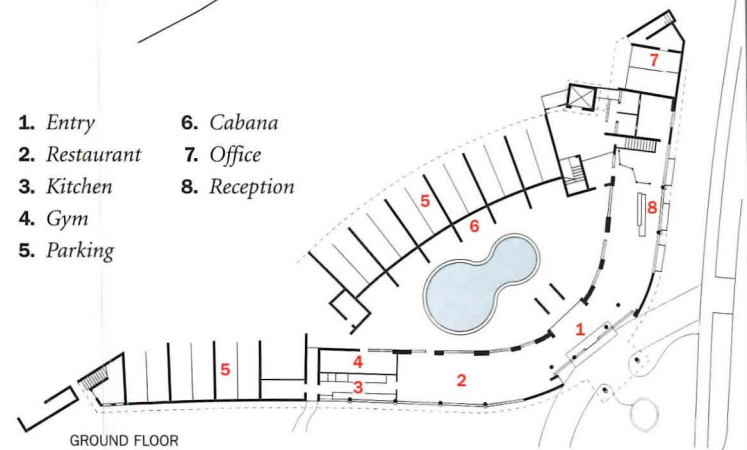 1. Entry
2. Restaurant
3. Kitchen
4. Gym
5. Parking
6. Cabana
7. Office
8. Reception
7
5
6
8
1
5
4
3
2
GROUND FLOOR